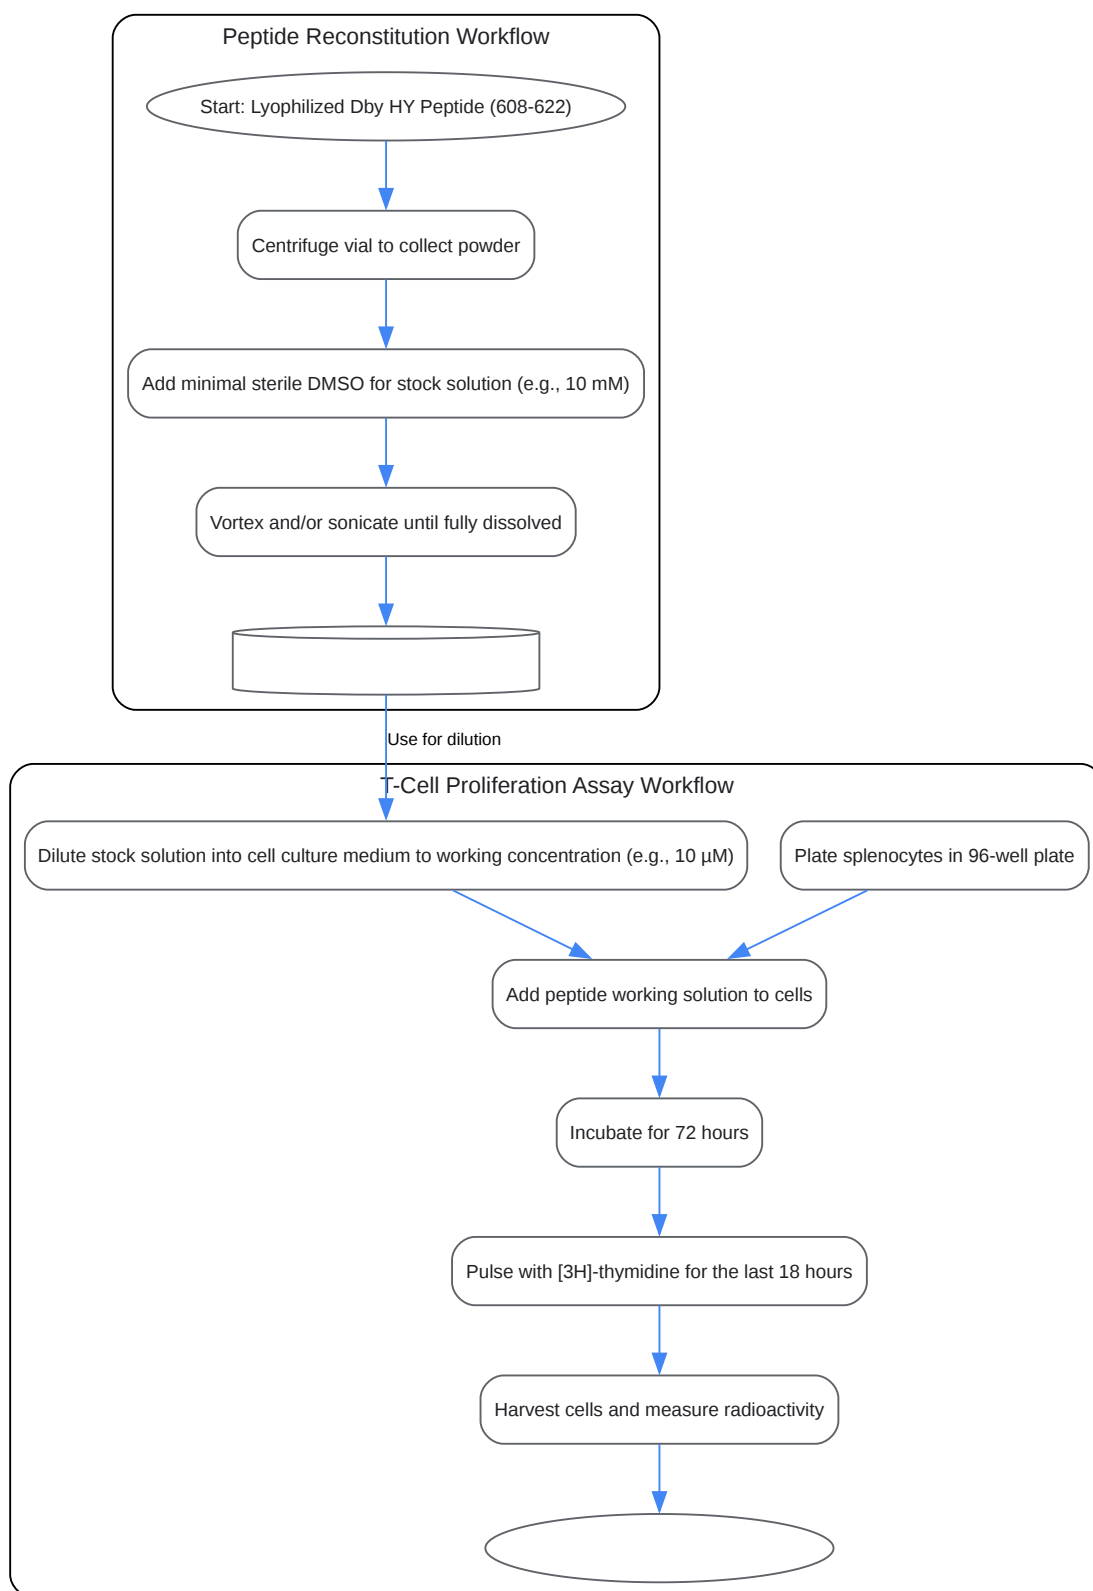 Peptide Reconstitution Workflow
Start: Lyophilized Dby HY Peptide (608-622)
Centrifuge vial to collect powder
Add minimal sterile DMSO for stock solution (e.g., 10 mM)
Vortex and/or sonicate until fully dissolved
Use for dilution
T-Cell Proliferation Assay Workflow
Dilute stock solution into cell culture medium to working concentration (e.g., 10 µM)
Plate splenocytes in 96-well plate
Add peptide working solution to cells
Incubate for 72 hours
Pulse with [3H]-thymidine for the last 18 hours
Harvest cells and measure radioactivity